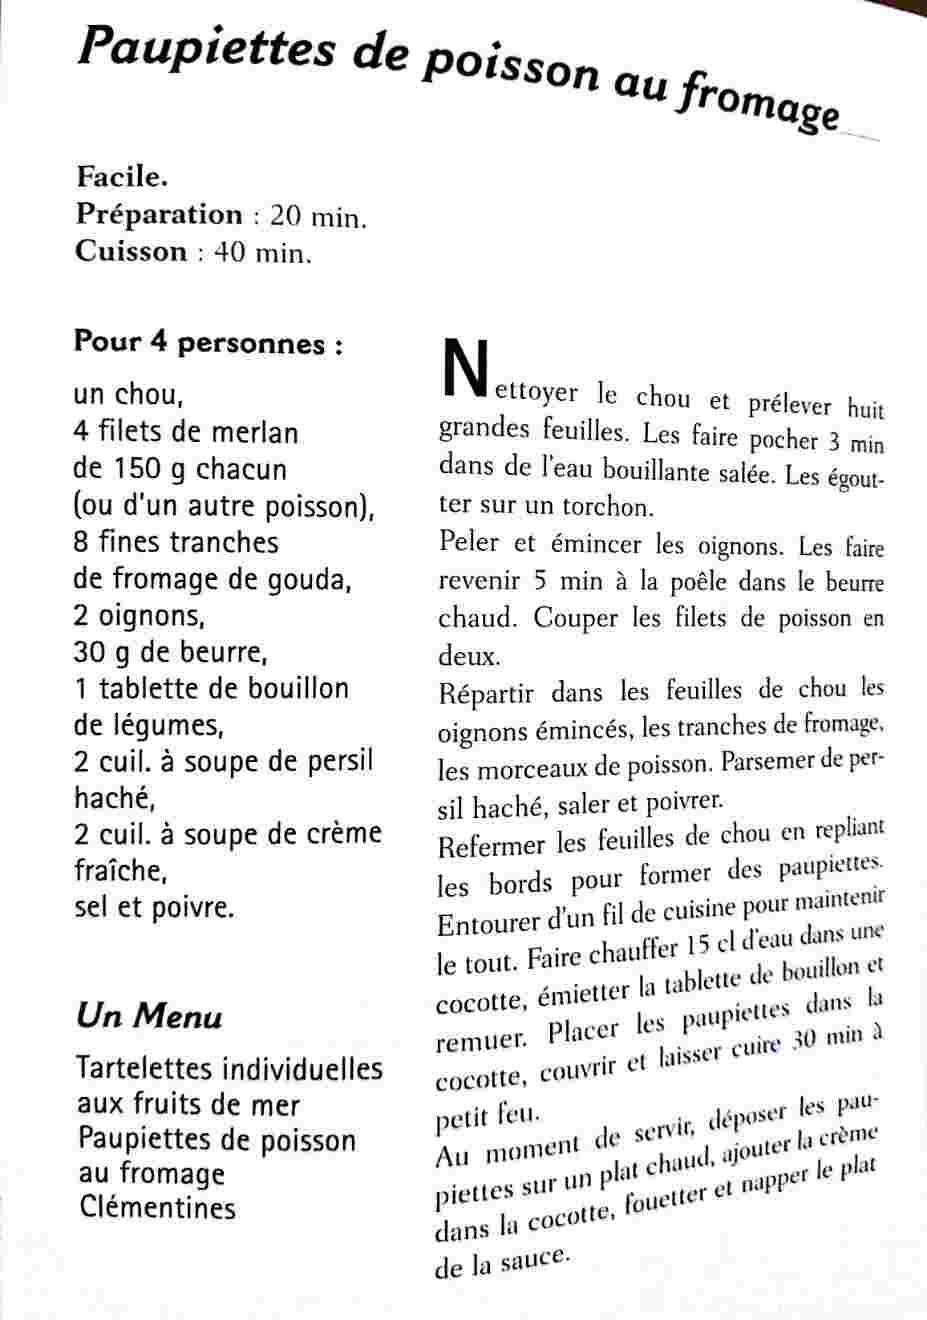 Paupiettes de poisson au fromage
Facile.
Préparation : 20 min.
Cuisson : 40 min.
Pour 4 personnes :
un chou,
4 filets de merlan
de 150 g chacun
(ou d'un autre poisson),
8 fines tranches
de fromage de gouda,
2 oignons,
30 g de beurre,
1 tablette de bouillon
de légumes,
2 cuil. à soupe de persil
haché,
2 cuil. à soupe de crème
fraîche,
sel et poivre.
Un Menu
Tartelettes individuelles
aux fruits de mer
Paupiettes de poisson
au fromage
Clémentines
Nettoyer le chou et prélever huit
grandes feuilles. Les faire pocher 3 min
dans de l'eau bouillante salée. Les égout-
ter sur un torchon.
Peler et émincer les oignons. Les faire
revenir 5 min à la poêle dans le beurre
chaud. Couper les filets de poisson en
deux.
Répartir dans les feuilles de chou les
oignons émincés, les tranches de fromage,
les morceaux de poisson. Parsemer de per-
sil haché, saler et poivrer.
Refermer les feuilles de chou en repliant
les bords pour former des paupiettes.
Entourer d'un fil de cuisine pour maintenir
le tout. Faire chauffer 15 cl d'eau dans une
cocotte, émietter la tablette de bouillon et
remuer. Placer les paupiettes dans la
cocotte, couvrir et laisser cuire 30 min à
petit feu.
Au moment de servir, déposer les pau-
piettes sur un plat chaud, ajouter la crème
dans la cocotte, fouetter et napper le plat
de la sauce.